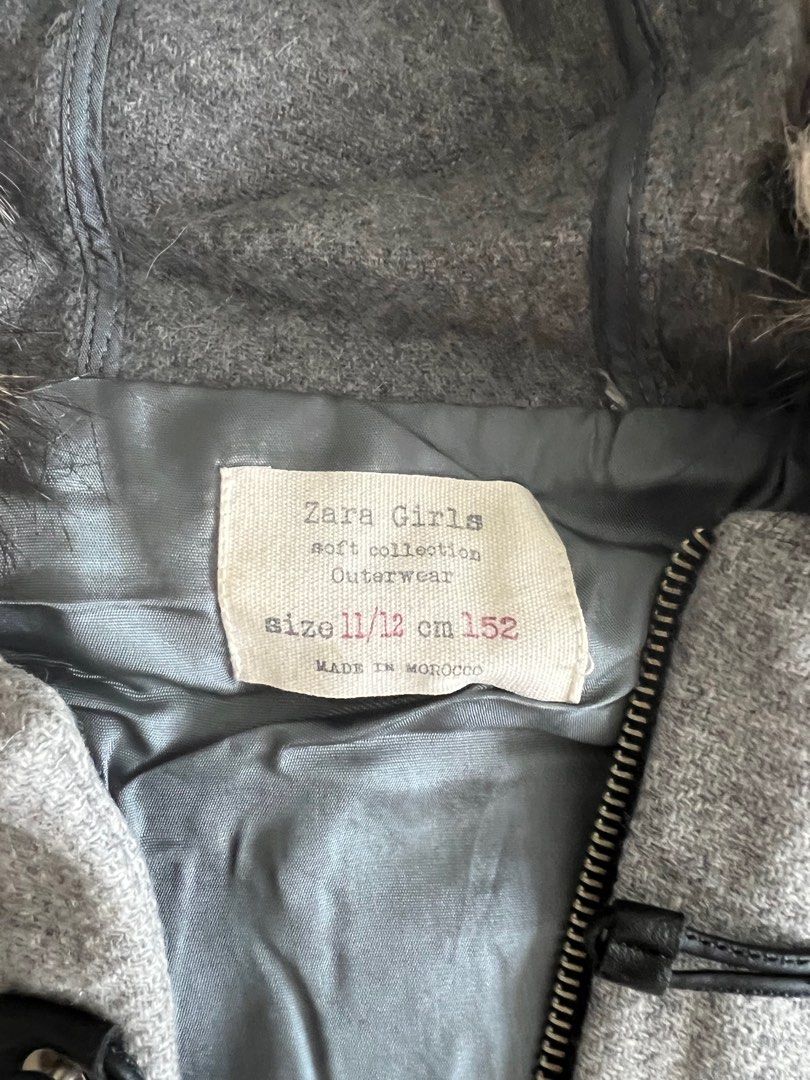 Zara Girls
soft collection
Outerwear
size 11/12 cm 152
MADE IN MOROCCO